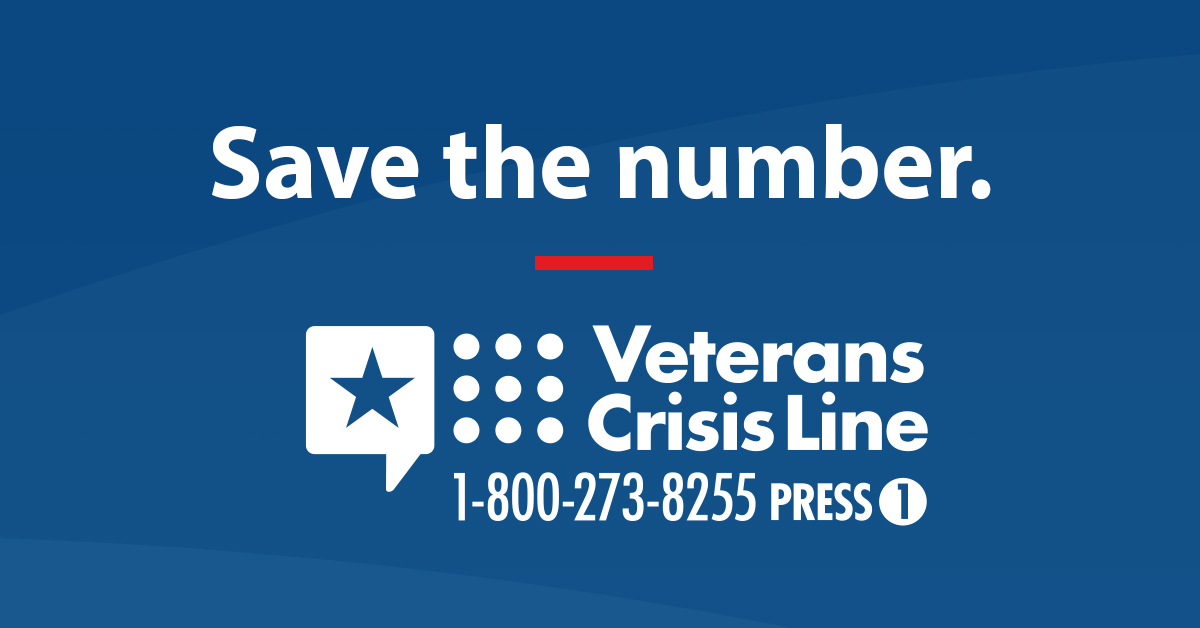 Save the number.
Veterans
Crisis Line
1-800-273-8255 PRESS 1